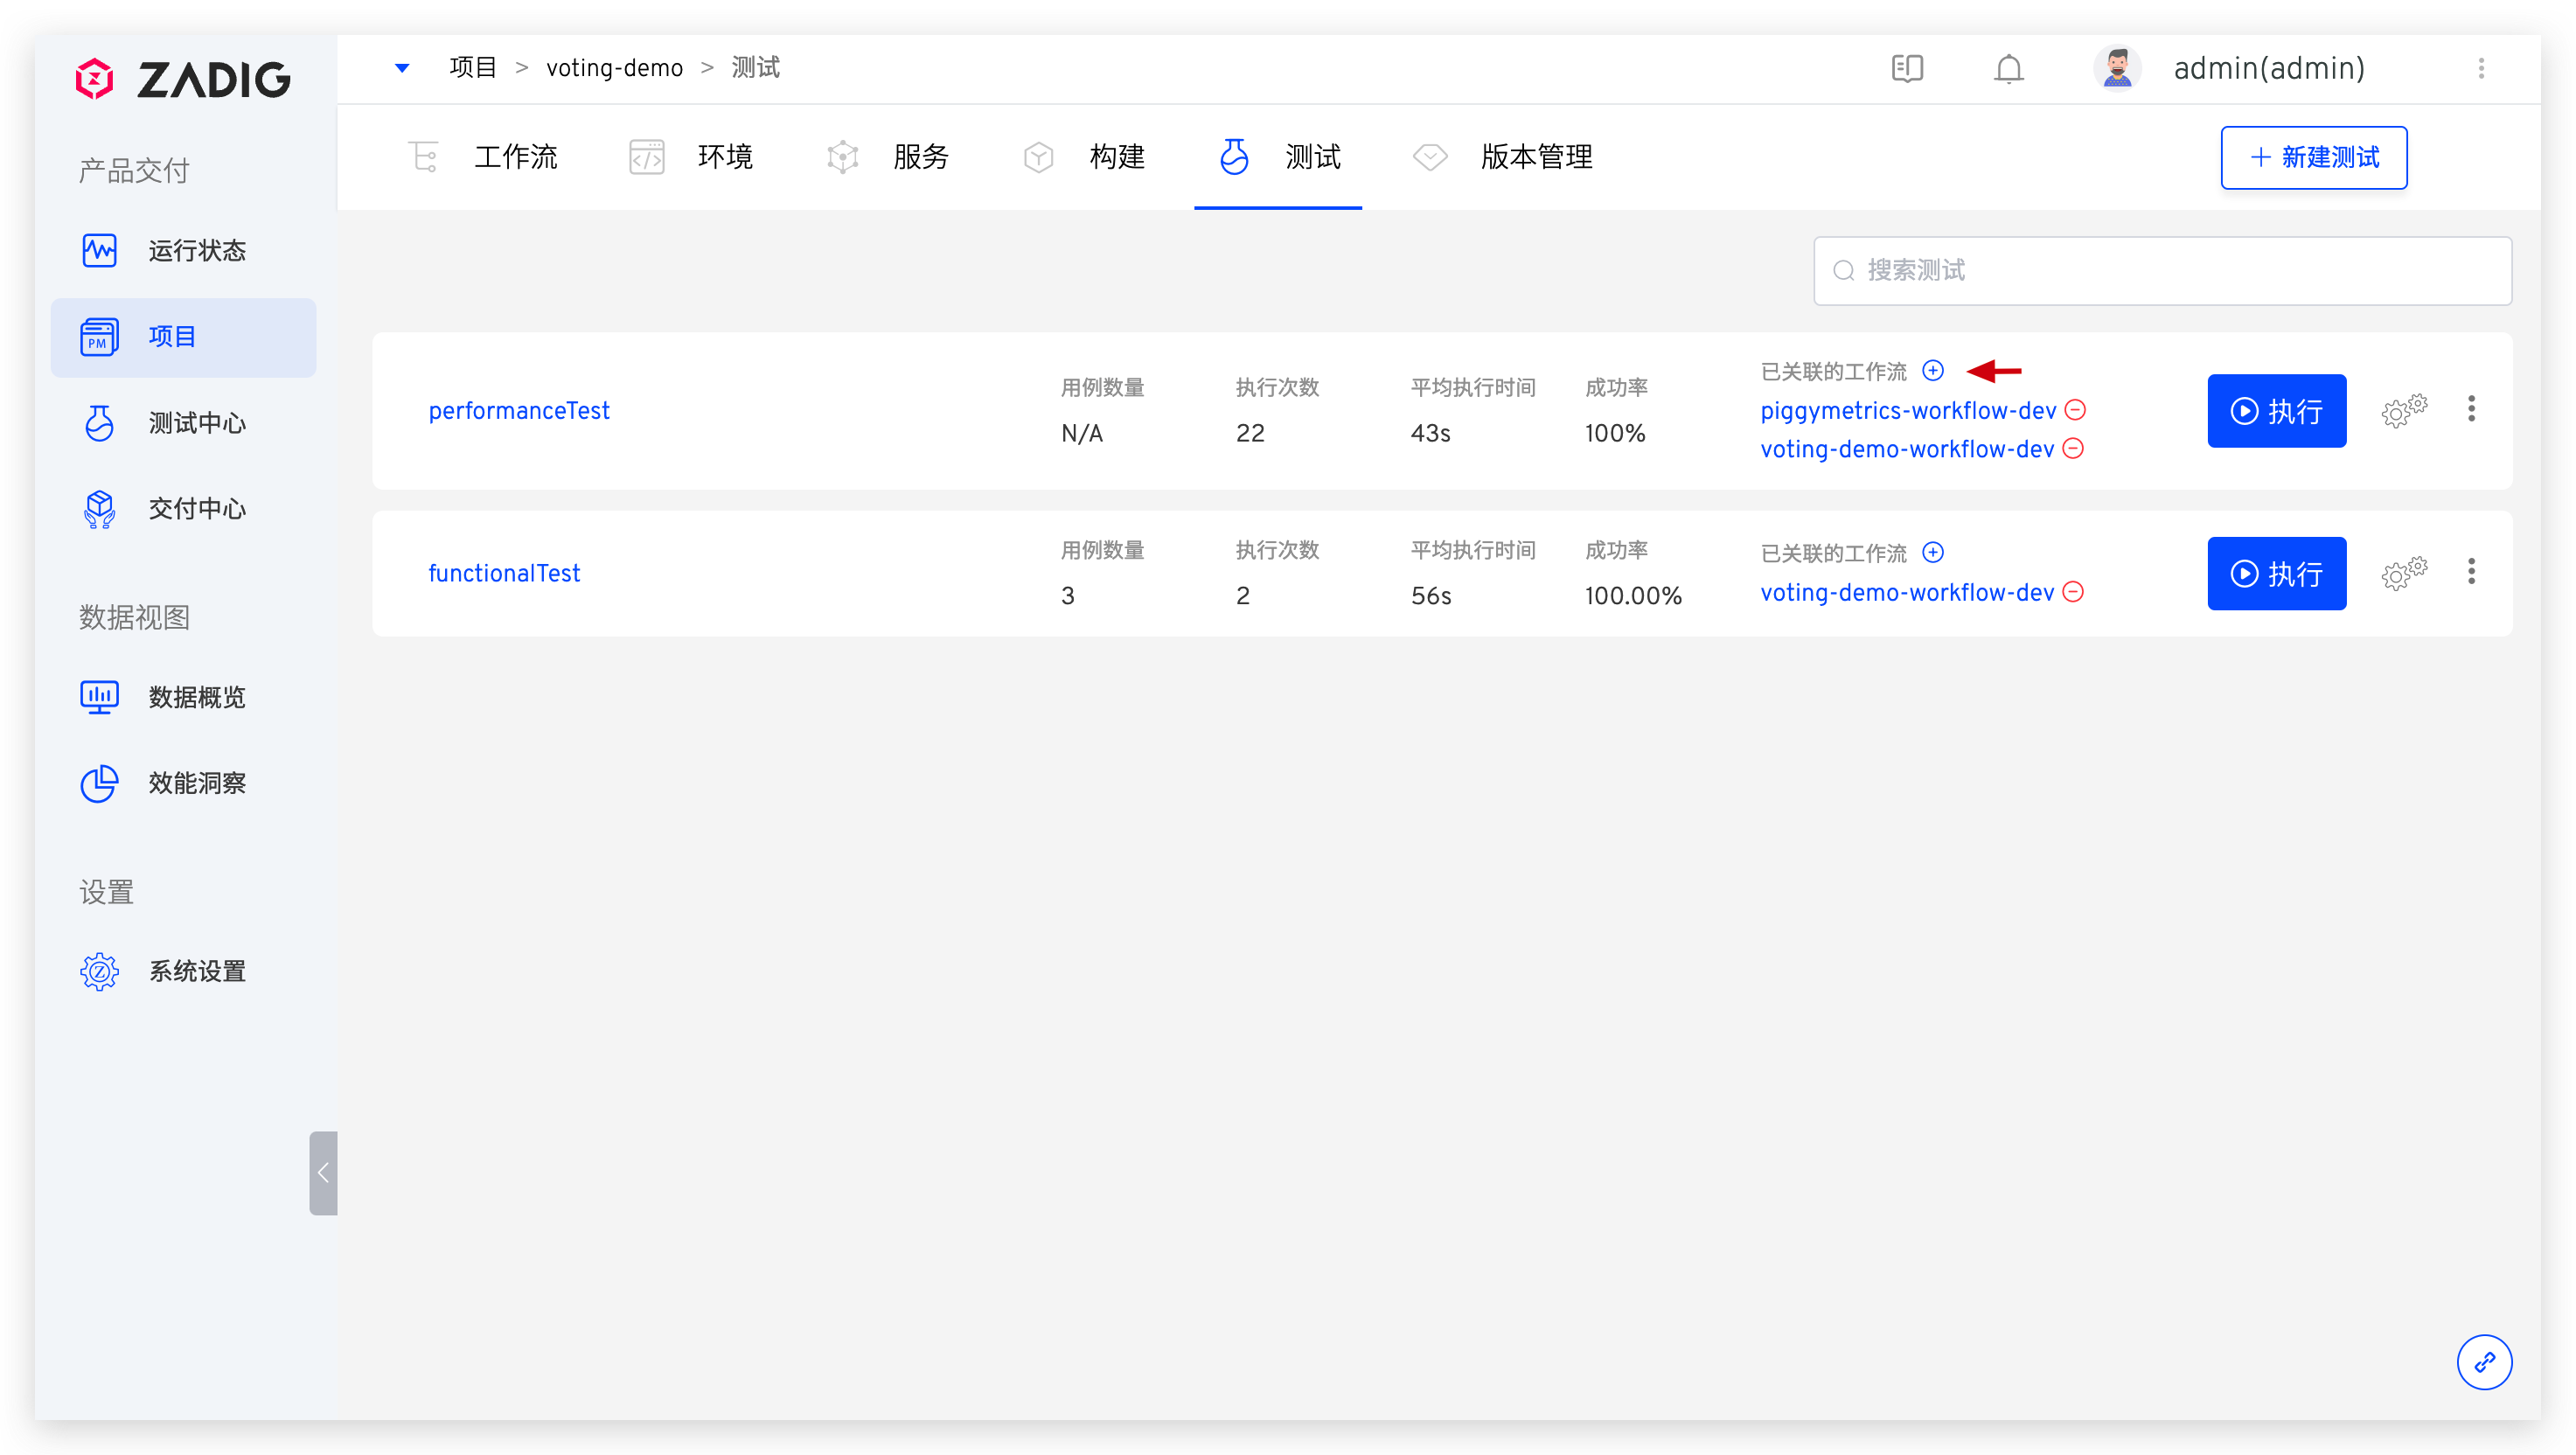 ZADIG
项目 > voting-demo > 测试
admin(admin)
工作流 环境 服务 构建 测试 版本管理
+ 新建测试
产品交付
运行状态
PM
项目
测试中心
交付中心
数据视图
数据概览
效能洞察
设置
系统设置
搜索测试
performanceTest
用例数量
N/A
执行次数
22
平均执行时间
43s
成功率
100%
已关联的工作流
piggymetrics-workflow-dev
voting-demo-workflow-dev
执行
functionalTest
用例数量
3
执行次数
2
平均执行时间
56s
成功率
100.00%
已关联的工作流
voting-demo-workflow-dev
执行